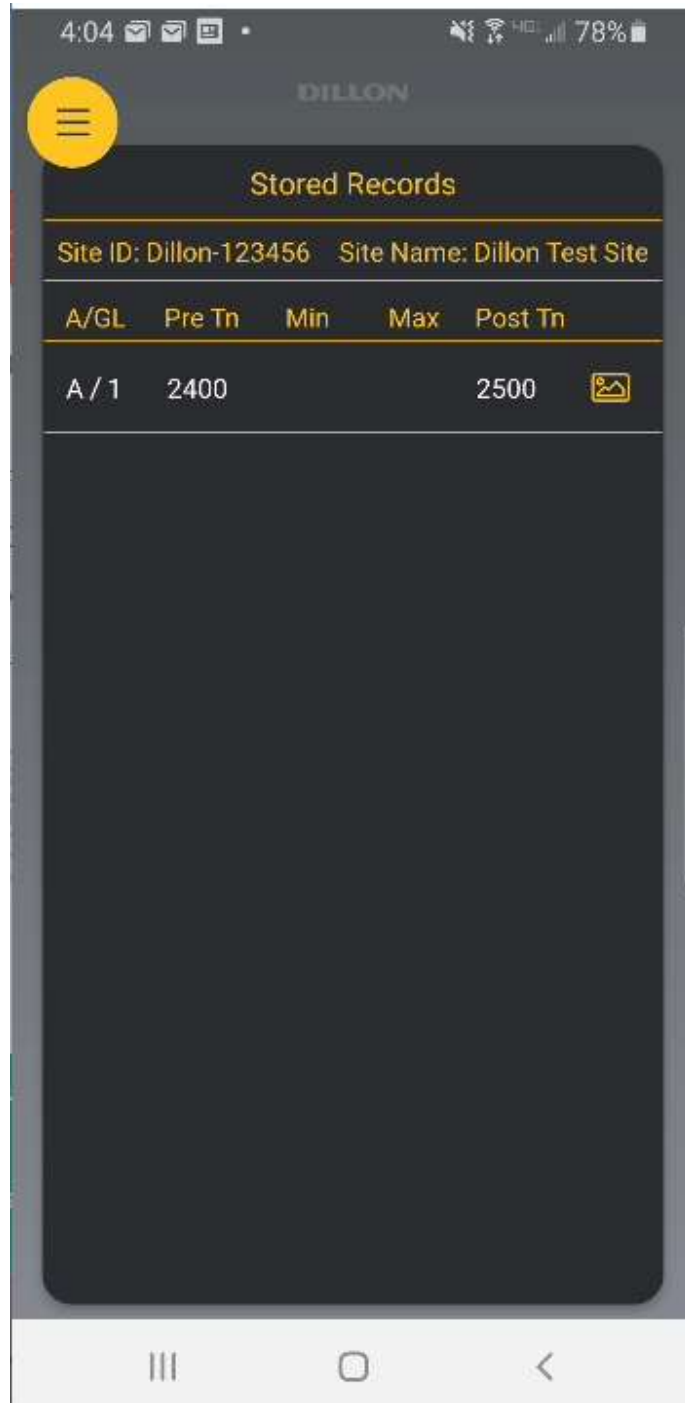 4:04 78%
DILLON
Stored Records
Site ID: Dillon-123456 Site Name: Dillon Test Site
A/GL Pre Tn Min Max Post Tn
A / 1 2400 2500